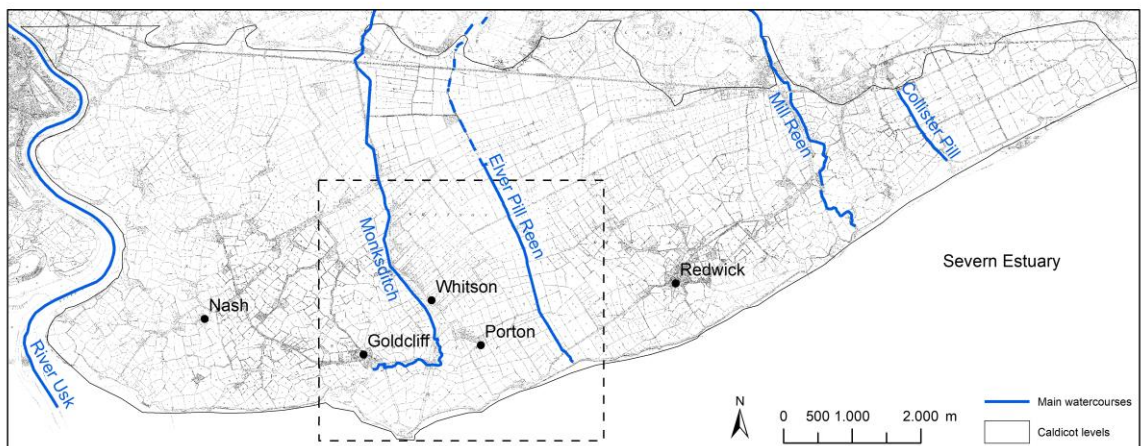 Collister Pill
Mill Reen
Elver Pill Reen
Monksditch
Severn Estuary
Redwick
Whitson
Nash
Porton
Goldcliff
River Usk
N
0 500 1.000 2.000 m
Main watercourses
Caldicot levels